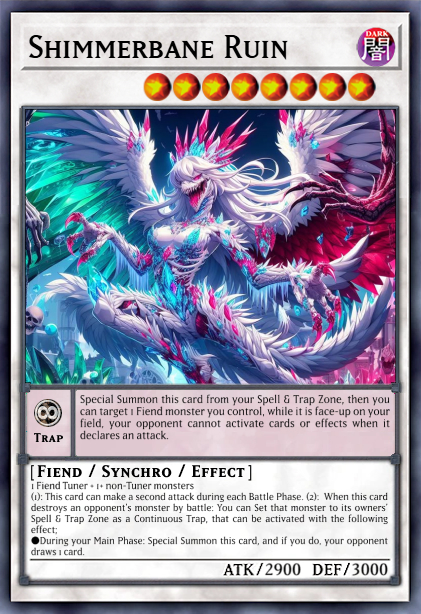 Shimmerbane Ruin
DARK
闇
Special Summon this card from your Spell & Trap Zone, then you
can target 1 Fiend monster you control, while it is face-up on your
field, your opponent cannot activate cards or effects when it
declares an attack.
Trap
[Fiend / Synchro / Effect]
1 Fiend Tuner + 1+ non-Tuner monsters
(1): This card can make a second attack during each Battle Phase. (2): When this card
destroys an opponent's monster by battle: You can Set that monster to its owners'
Spell & Trap Zone as a Continuous Trap, that can be activated with the following
effect;
●During your Main Phase: Special Summon this card, and if you do, your opponent
draws 1 card.
ATK/2900 DEF/3000